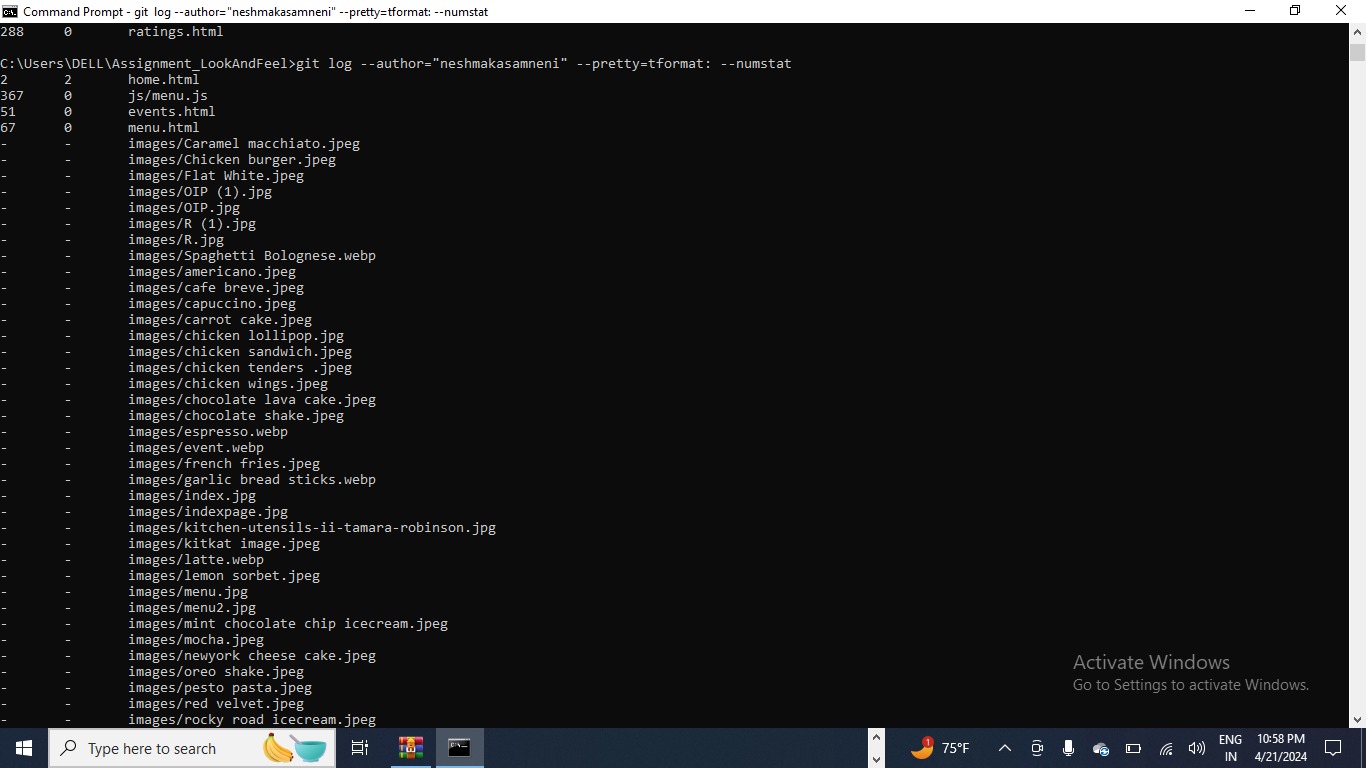 Command Prompt - git  log --author="neshmakasamneni" --pretty=tformat: --numstat
288 0 ratings.html
C:\Users\DELL\Assignment_LookAndFeel>git log --author="neshmakasamneni" --pretty=tformat: --numstat
2 2 home.html
367 0 js/menu.js
51 0 events.html
67 0 menu.html
- - images/Caramel macchiato.jpeg
- - images/Chicken burger.jpeg
- - images/Flat White.jpeg
- - images/OIP (1).jpg
- - images/OIP.jpg
- - images/R (1).jpg
- - images/R.jpg
- - images/Spaghetti Bolognese.webp
- - images/americano.jpeg
- - images/cafe breve.jpeg
- - images/capuccino.jpeg
- - images/carrot cake.jpeg
- - images/chicken lollipop.jpg
- - images/chicken sandwich.jpeg
- - images/chicken tenders .jpeg
- - images/chicken wings.jpeg
- - images/chocolate lava cake.jpeg
- - images/chocolate shake.jpeg
- - images/espresso.webp
- - images/event.webp
- - images/french fries.jpeg
- - images/garlic bread sticks.webp
- - images/index.jpg
- - images/indexpage.jpg
- - images/kitchen-utensils-ii-tamara-robinson.jpg
- - images/kitkat image.jpeg
- - images/latte.webp
- - images/lemon sorbet.jpeg
- - images/menu.jpg
- - images/menu2.jpg
- - images/mint chocolate chip icecream.jpeg
- - images/mocha.jpeg
- - images/newyork cheese cake.jpeg
- - images/oreo shake.jpeg
- - images/pesto pasta.jpeg
- - images/red velvet.jpeg
- - images/rocky road icecream.jpeg
Activate Windows
Go to Settings to activate Windows.
Type here to search
1
75°F
ENG
IN
10:58 PM
4/21/2024